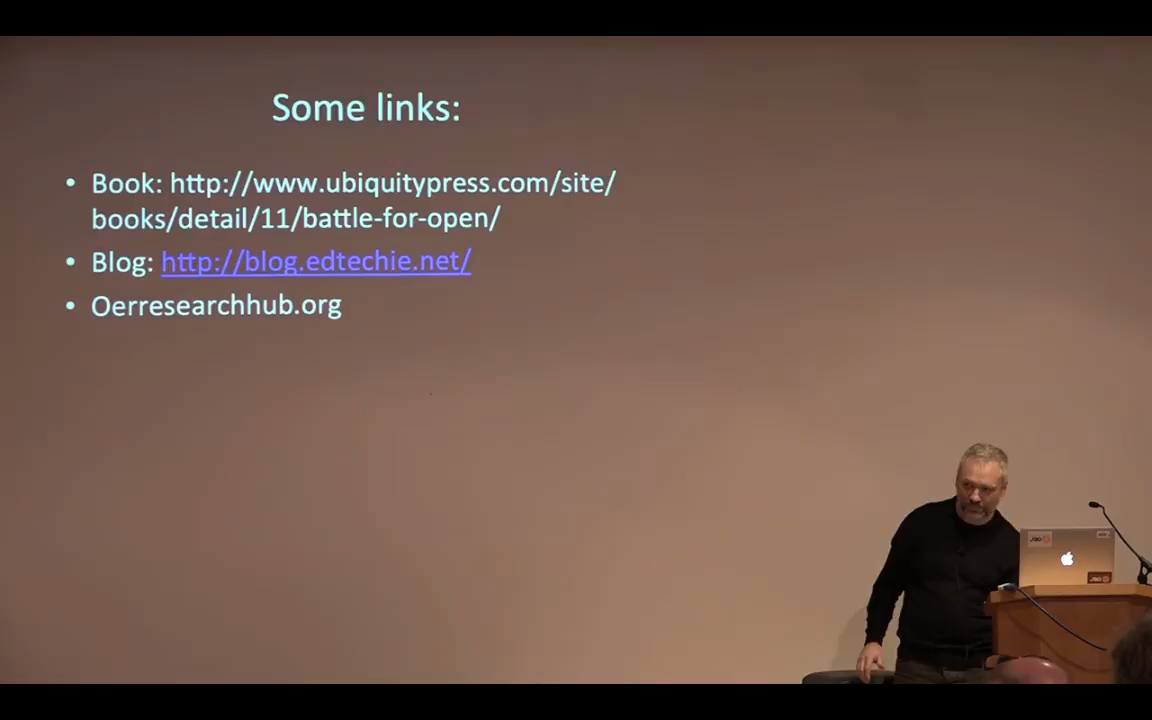 Some links:
• Book: http://www.ubiquitypress.com/site/
books/detail/11/battle-for-open/
• Blog: http://blog.edtechie.net/
• Oerresearchhub.org